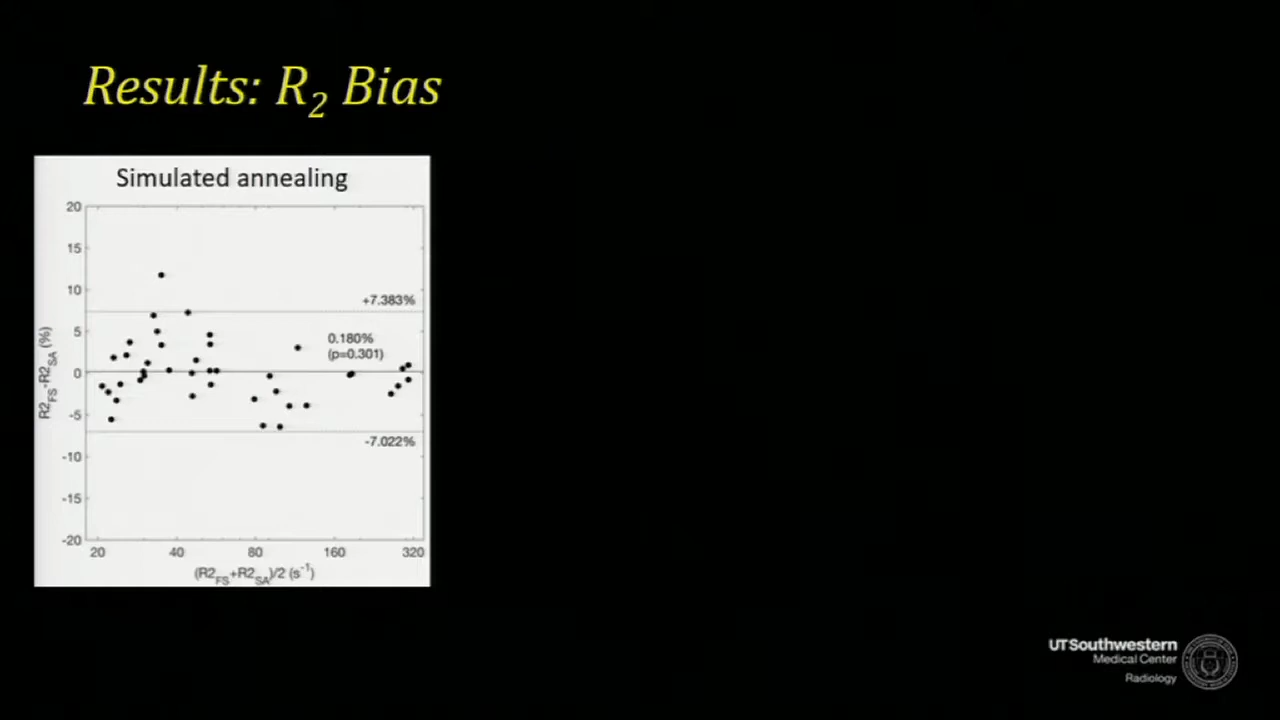 Results: R2 Bias
Simulated annealing
20
15
10
+7.383%
5
0.180%
(p=0.301)
0
-5
-7.022%
-10
-15
-20
R2FS-R2SA (%)
20 40 80 160 320
(R2FS+R2SA)/2 (s-1)
UTSouthwestern
Medical Center
Radiology